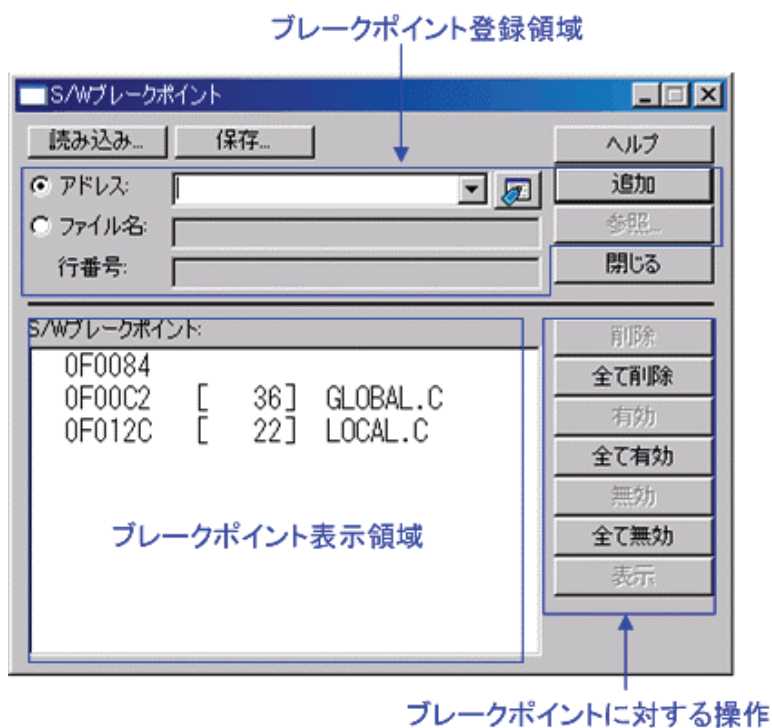 ブレークポイント登録領域
S/Wブレークポイント
読み込み... 保存... ヘルプ
アドレス: 追加
ファイル名: 参照...
行番号: 閉じる
S/Wブレークポイント:
0F0084
0F00C2 [ 36] GLOBAL.C
0F012C [ 22] LOCAL.C
ブレークポイント表示領域
削除
全て削除
有効
全て有効
無効
全て無効
表示
ブレークポイントに対する操作